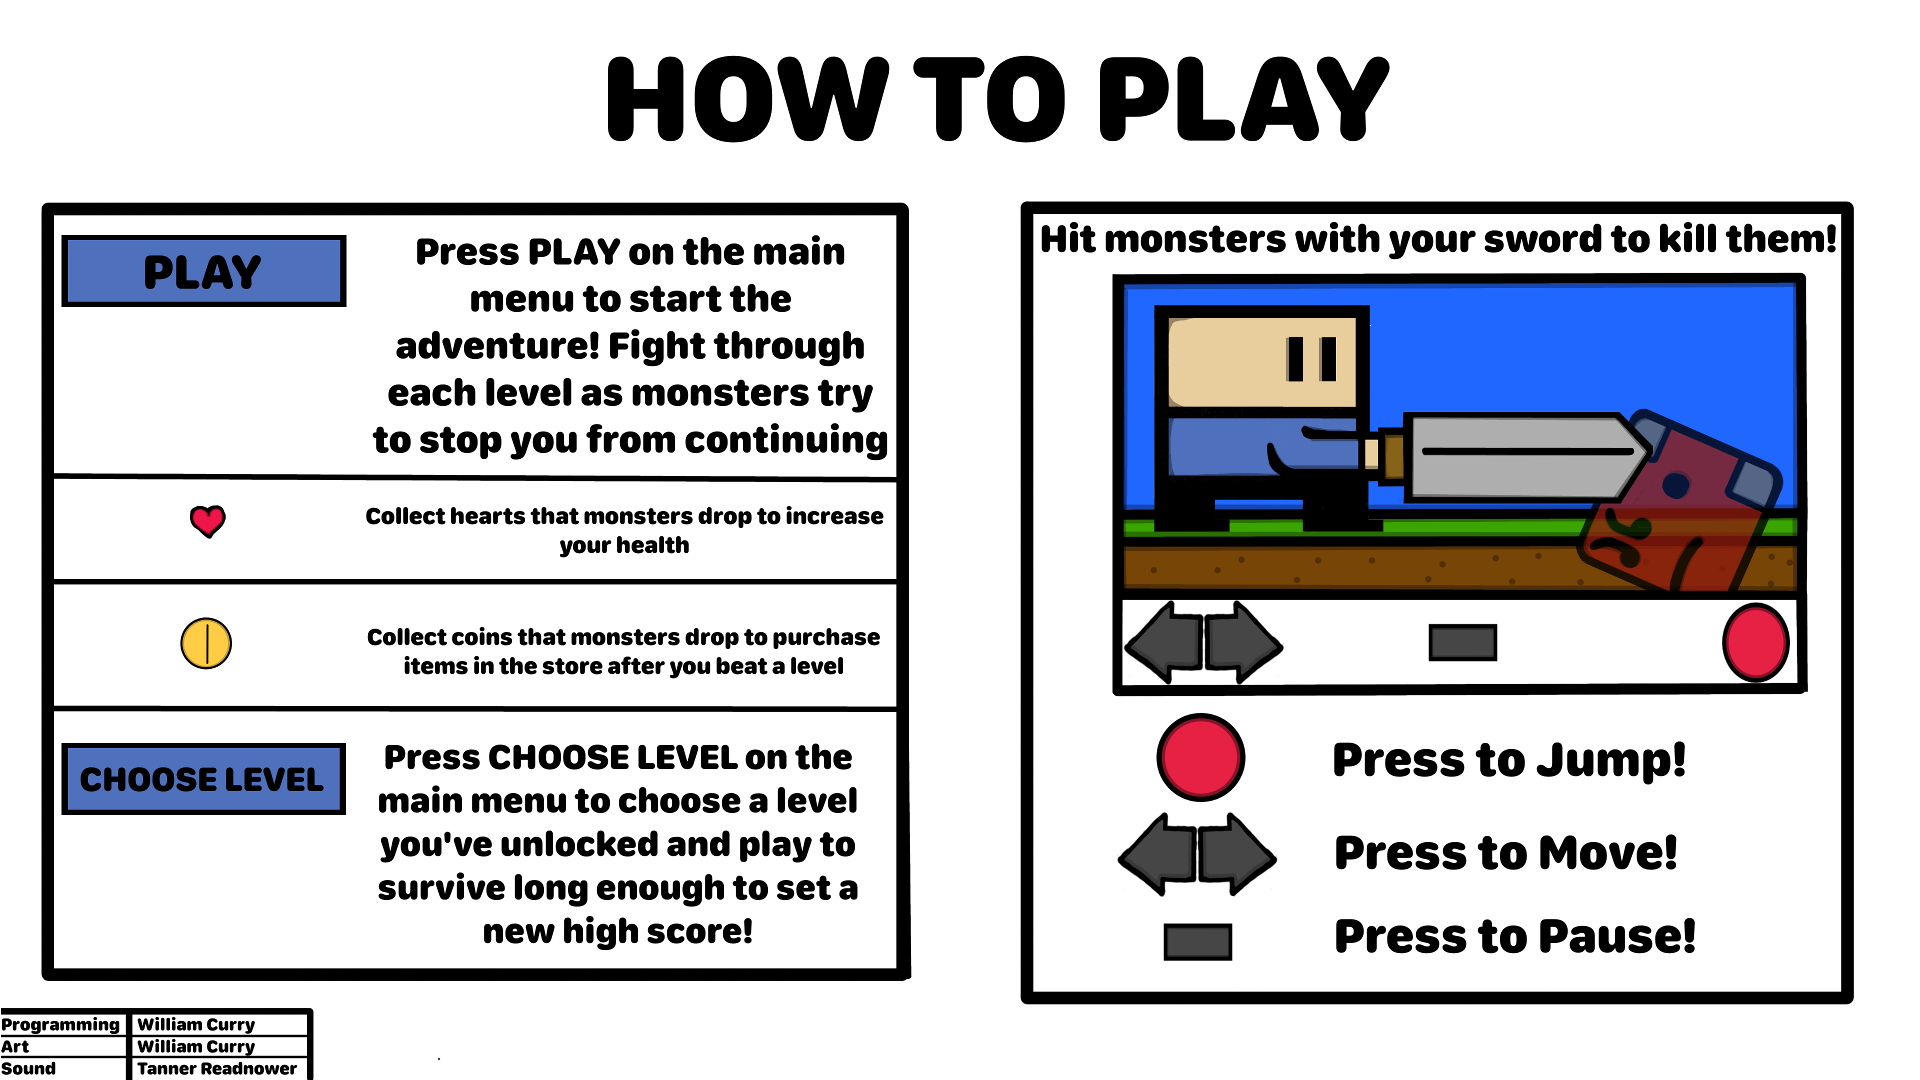 HOW TO PLAY
PLAY
Press PLAY on the main
menu to start the
adventure! Fight through
each level as monsters try
to stop you from continuing
Collect hearts that monsters drop to increase
your health
Collect coins that monsters drop to purchase
items in the store after you beat a level
CHOOSE LEVEL
Press CHOOSE LEVEL on the
main menu to choose a level
you've unlocked and play to
survive long enough to set a
new high score!
Hit monsters with your sword to kill them!
Press to Jump!
Press to Move!
Press to Pause!
Programming William Curry
Art William Curry
Sound Tanner Readnower